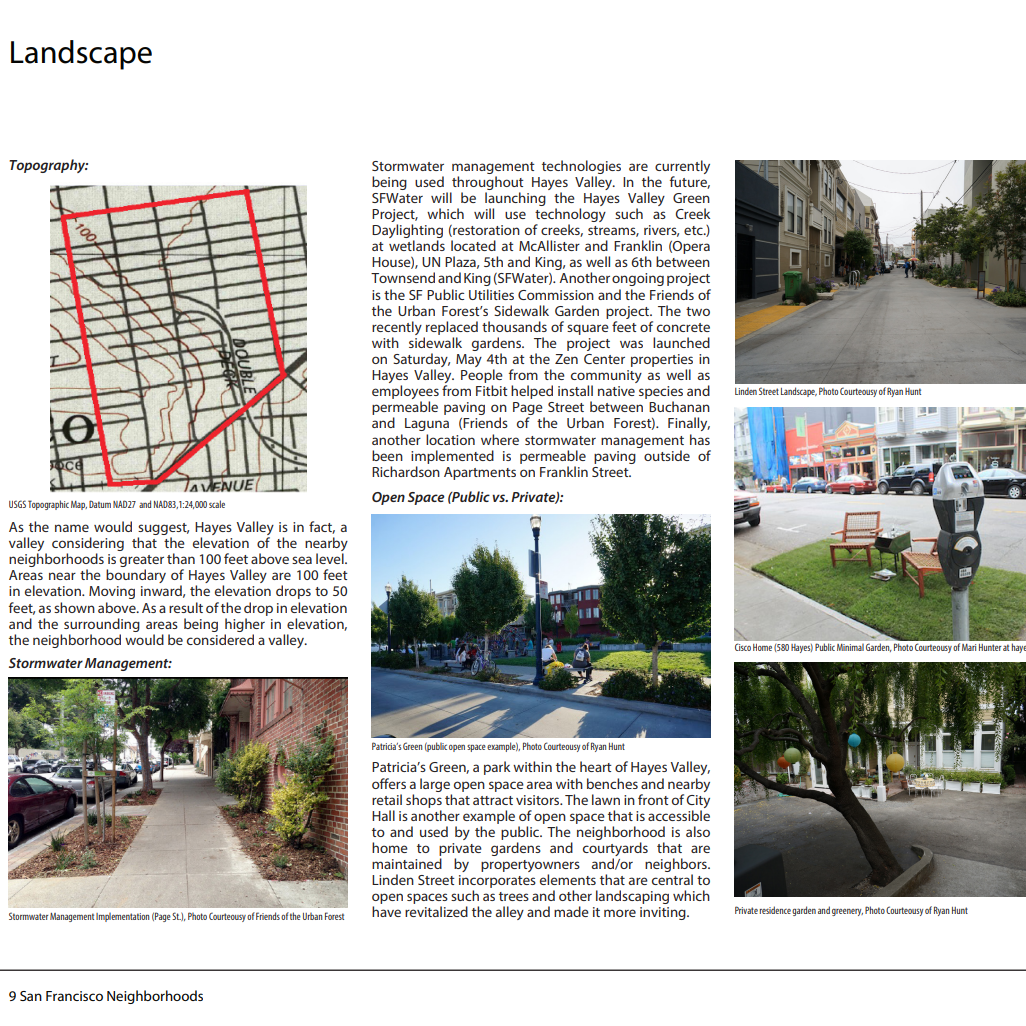 Landscape
Topography:
100
DOUBLE
DECK
O
AVENUE
USGS Topographic Map, Datum NAD27 and NAD83,1:24,000 scale
As the name would suggest, Hayes Valley is in fact, a
valley considering that the elevation of the nearby
neighborhoods is greater than 100 feet above sea level.
Areas near the boundary of Hayes Valley are 100 feet
in elevation. Moving inward, the elevation drops to 50
feet, as shown above. As a result of the drop in elevation
and the surrounding areas being higher in elevation,
the neighborhood would be considered a valley.
Stormwater Management:
Stormwater Management Implementation (Page St.), Photo Courteousy of Friends of the Urban Forest
Stormwater management technologies are currently
being used throughout Hayes Valley. In the future,
SFWater will be launching the Hayes Valley Green
Project, which will use technology such as Creek
Daylighting (restoration of creeks, streams, rivers, etc.)
at wetlands located at McAllister and Franklin (Opera
House), UN Plaza, 5th and King, as well as 6th between
Townsend and King (SFWater). Another ongoing project
is the SF Public Utilities Commission and the Friends of
the Urban Forest's Sidewalk Garden project. The two
recently replaced thousands of square feet of concrete
with sidewalk gardens. The project was launched
on Saturday, May 4th at the Zen Center properties in
Hayes Valley. People from the community as well as
employees from Fitbit helped install native species and
permeable paving on Page Street between Buchanan
and Laguna (Friends of the Urban Forest). Finally,
another location where stormwater management has
been implemented is permeable paving outside of
Richardson Apartments on Franklin Street.
Open Space (Public vs. Private):
Patricia's Green (public open space example), Photo Courteousy of Ryan Hunt
Patricia's Green, a park within the heart of Hayes Valley,
offers a large open space area with benches and nearby
retail shops that attract visitors. The lawn in front of City
Hall is another example of open space that is accessible
to and used by the public. The neighborhood is also
home to private gardens and courtyards that are
maintained by propertyowners and/or neighbors.
Linden Street incorporates elements that are central to
open spaces such as trees and other landscaping which
have revitalized the alley and made it more inviting.
Linden Street Landscape, Photo Courteousy of Ryan Hunt
Cisco Home (580 Hayes) Public Minimal Garden, Photo Courteousy of Mari Hunter at haye
Private residence garden and greenery, Photo Courteousy of Ryan Hunt
9 San Francisco Neighborhoods